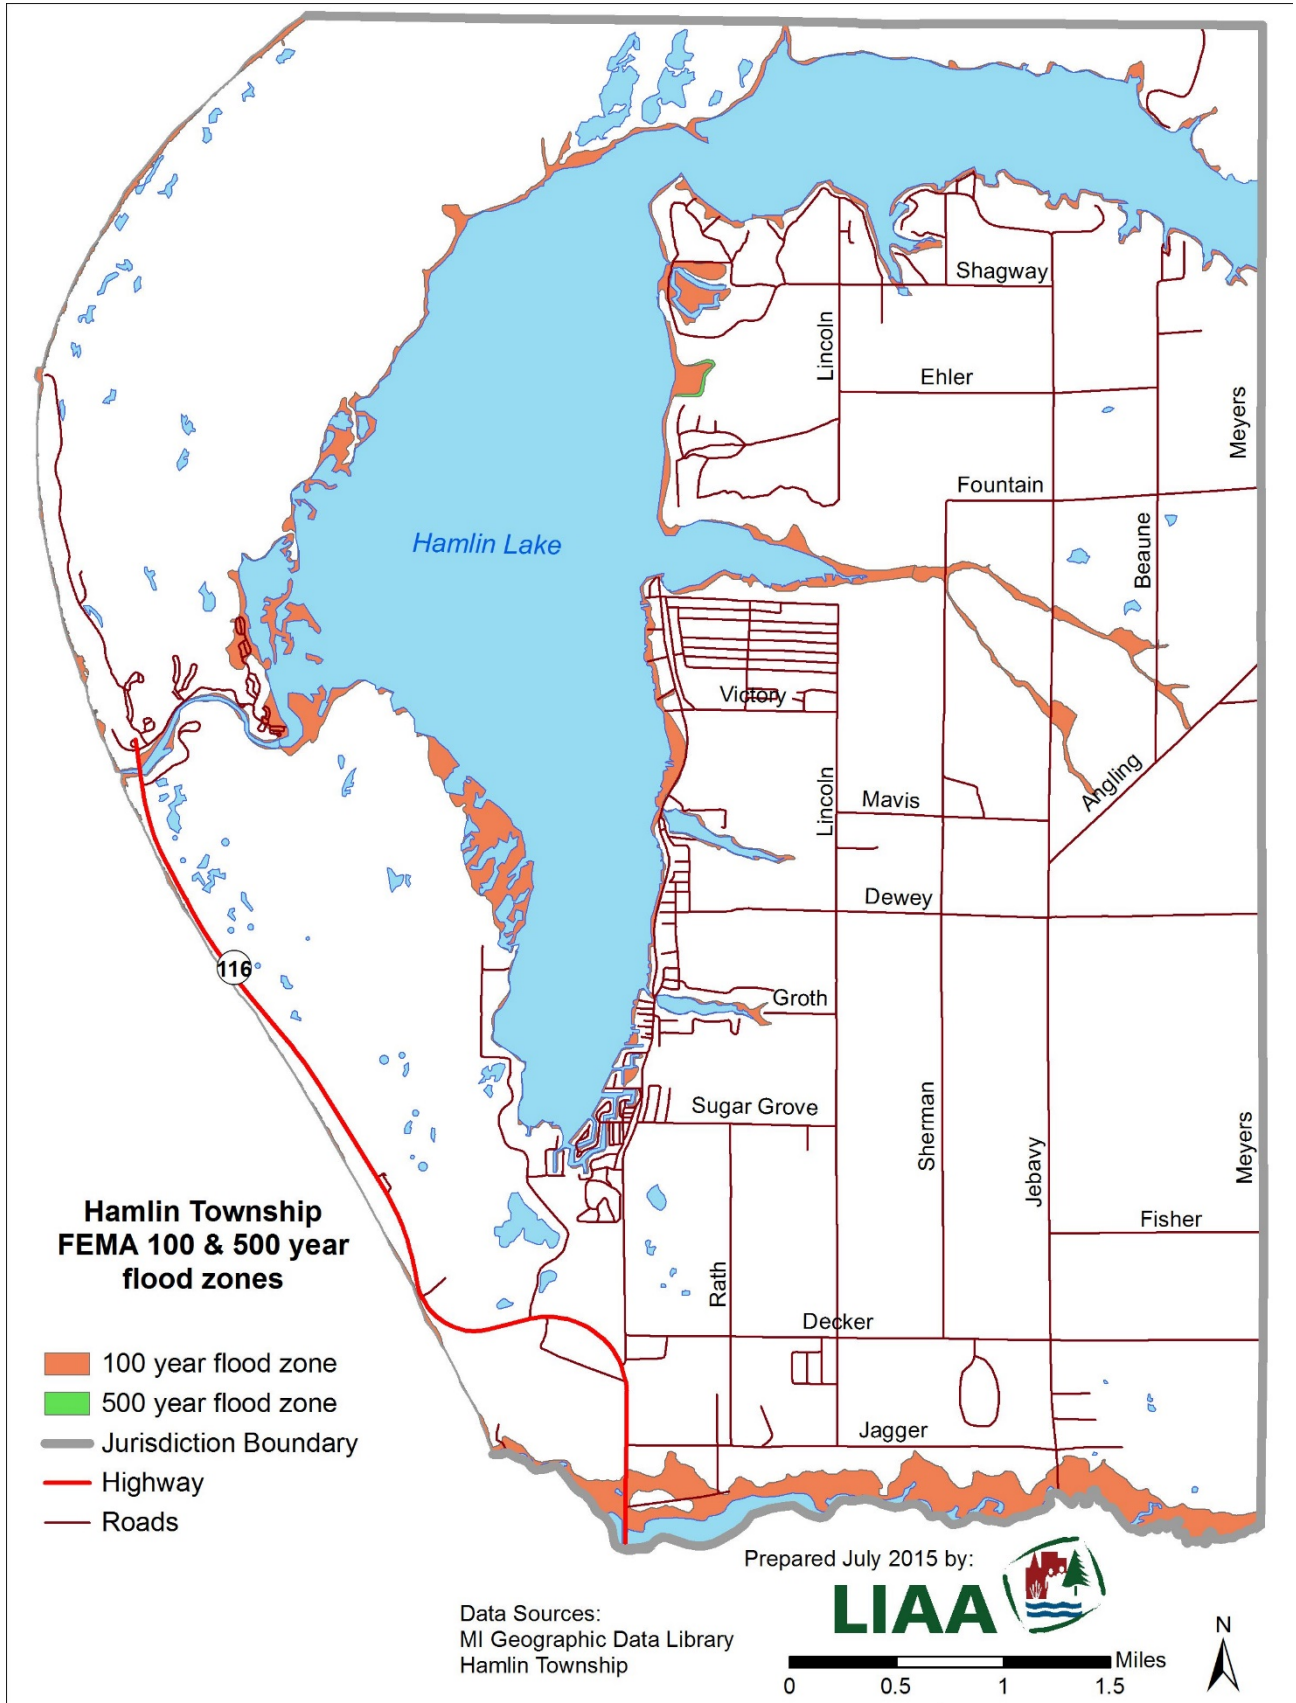 Shagway
Lincoln
Ehler
Meyers
Fountain
Hamlin Lake
Beaune
Victory
Angling
Mavis
Lincoln
Dewey
116
Groth
Sugar Grove
Sherman
Jebavy
Meyers
Hamlin Township
FEMA 100 & 500 year
flood zones
Fisher
Rath
Decker
100 year flood zone
500 year flood zone
Jurisdiction Boundary
Highway
Roads
Jagger
Prepared July 2015 by:
LIAA
Data Sources:
MI Geographic Data Library
Hamlin Township
Miles
0 0.5 1 1.5
N